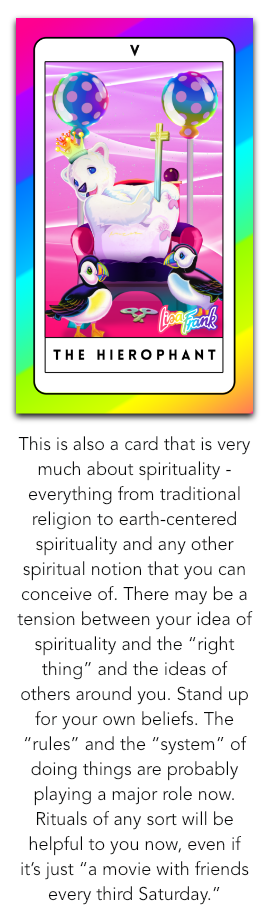 V
Lisa
Frank
THE HIEROPHANT
This is also a card that is very
much about spirituality -
everything from traditional
religion to earth-centered
spirituality and any other
spiritual notion that you can
conceive of. There may be a
tension between your idea of
spirituality and the “right
thing” and the ideas of
others around you. Stand up
for your own beliefs. The
“rules” and the “system” of
doing things are probably
playing a major role now.
Rituals of any sort will be
helpful to you now, even if
it’s just “a movie with friends
every third Saturday.”